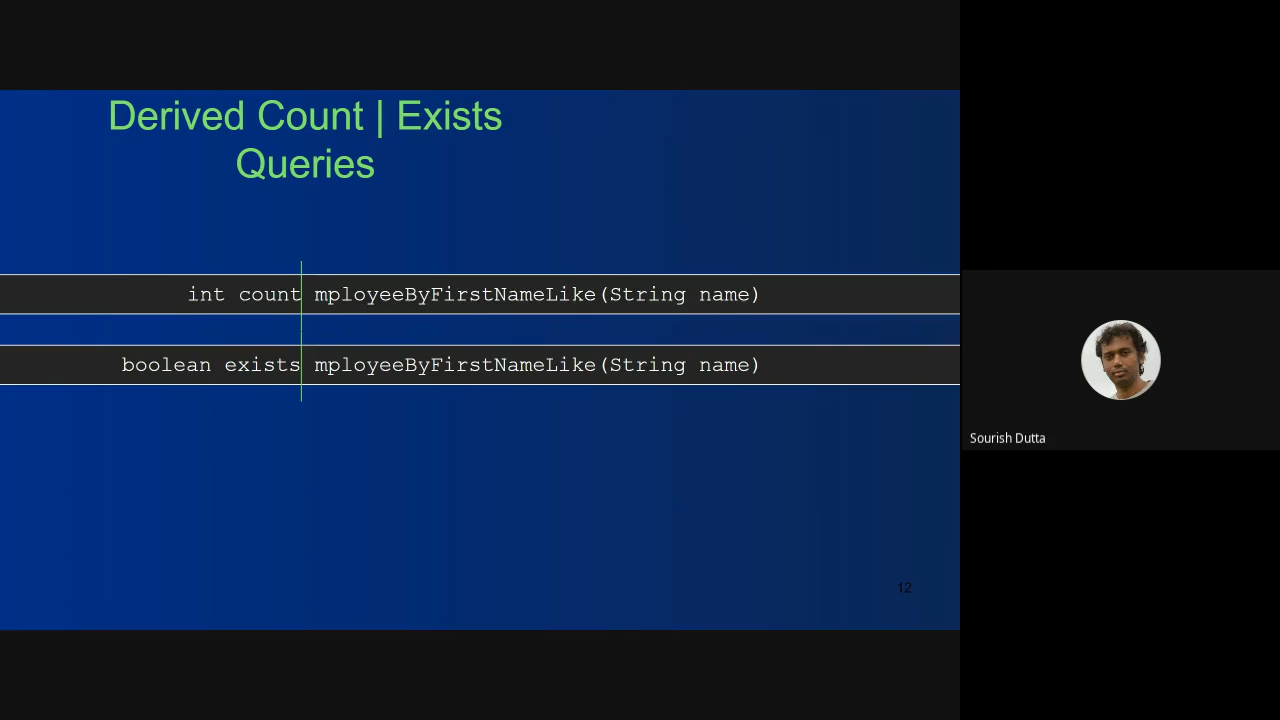 Derived Count | Exists
Queries
int count mployeeByFirstNameLike(String name)
boolean exists mployeeByFirstNameLike(String name)
12
Sourish Dutta